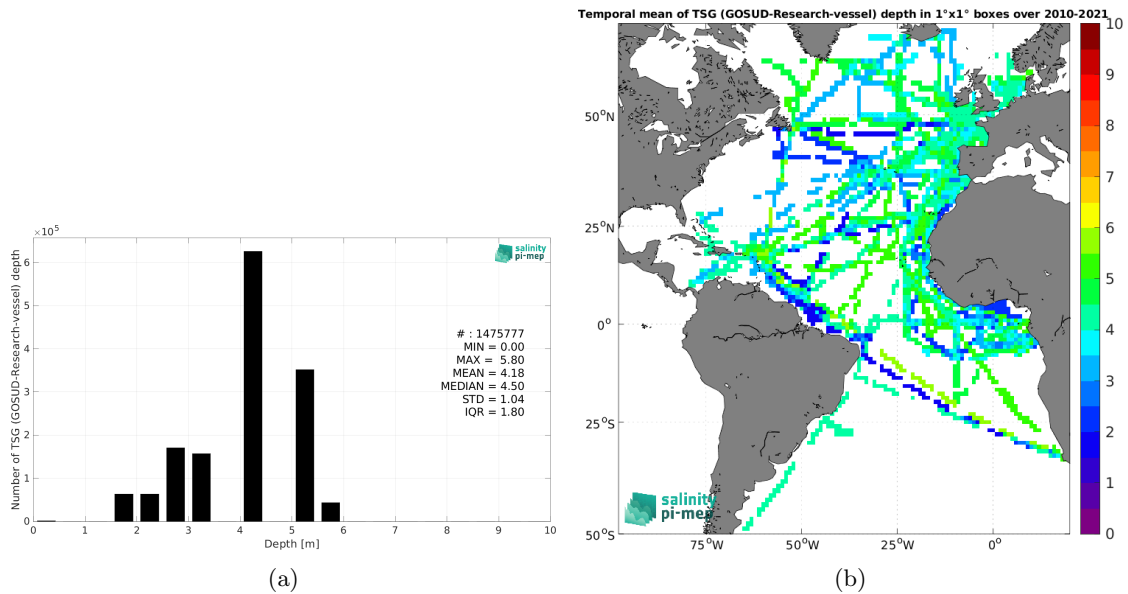 ×10⁵
6
5
4
3
2
1
0
Number of TSG (GOSUD-Research-vessel) depth
salinity
pi-mep
# : 1475777
MIN = 0.00
MAX = 5.80
MEAN = 4.18
MEDIAN = 4.50
STD = 1.04
IQR = 1.80
0 1 2 3 4 5 6 7 8 9 10
Depth [m]
(a)
Temporal mean of TSG (GOSUD-Research-vessel) depth in 1°x1° boxes over 2010-2021
50°N
25°N
0°
25°S
50°S
75°W 50°W 25°W 0°
salinity
pi-mep
10
9
8
7
6
5
4
3
2
1
0
(b)